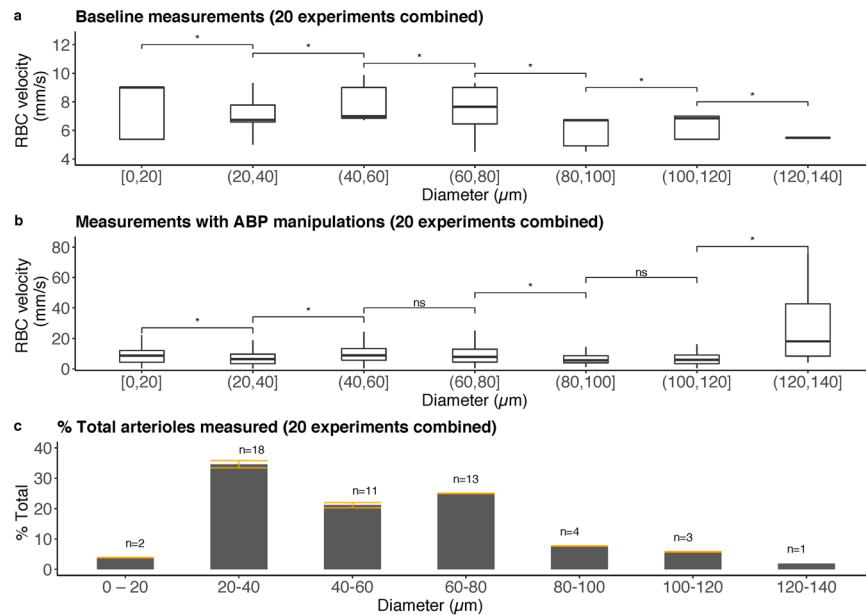 a Baseline measurements (20 experiments combined)
RBC velocity
(mm/s)
12
10
8
6
4
* * * * * *
[0,20] (20,40] (40,60] (60,80] (80,100] (100,120] (120,140]
Diameter (µm)
b Measurements with ABP manipulations (20 experiments combined)
RBC velocity
(mm/s)
80
60
40
20
0
* * ns * ns *
[0,20] (20,40] (40,60] (60,80] (80,100] (100,120] (120,140]
Diameter (µm)
c % Total arterioles measured (20 experiments combined)
% Total
40
30
20
10
0
n=2 n=18 n=11 n=13 n=4 n=3 n=1
0 – 20 20-40 40-60 60-80 80-100 100-120 120-140
Diameter (µm)